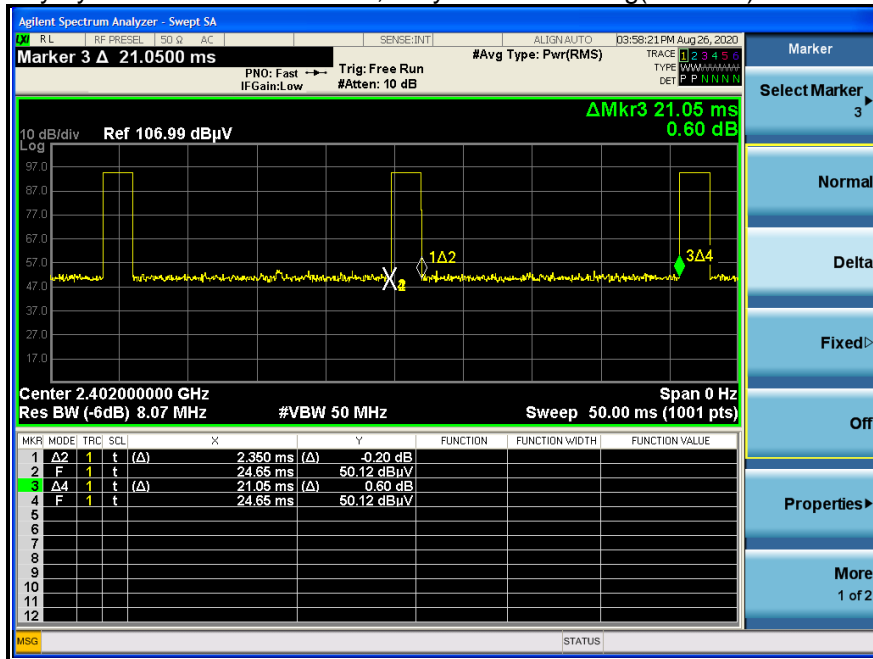 Agilent Spectrum Analyzer - Swept SA
RL RF PRESEL 50 Ω AC SENSE:INT ALIGN AUTO 03:58:21 PM Aug 26, 2020
Marker 3 Δ 21.0500 ms
PNO: Fast
IFGain:Low
Trig: Free Run
#Atten: 10 dB
#Avg Type: Pwr(RMS)
TRACE 1 2 3 4 5 6
TYPE
DET P P N N N N
ΔMkr3 21.05 ms
0.60 dB
10 dB/div Ref 106.99 dBµV
Log
97.0
87.0
77.0
67.0
57.0
47.0
37.0
27.0
17.0
1Δ2
3Δ4
Center 2.402000000 GHz Span 0 Hz
Res BW (-6dB) 8.07 MHz #VBW 50 MHz Sweep 50.00 ms (1001 pts)
MKR MODE TRC SCL X Y FUNCTION FUNCTION WIDTH FUNCTION VALUE
1 Δ2 1 t (Δ) 2.350 ms (Δ) -0.20 dB
2 F 1 t 24.65 ms 50.12 dBµV
3 Δ4 1 t (Δ) 21.05 ms (Δ) 0.60 dB
4 F 1 t 24.65 ms 50.12 dBµV
5
6
7
8
9
10
11
12
MSG STATUS
Marker
Select Marker
3
Normal
Delta
Fixed
Off
Properties
More
1 of 2